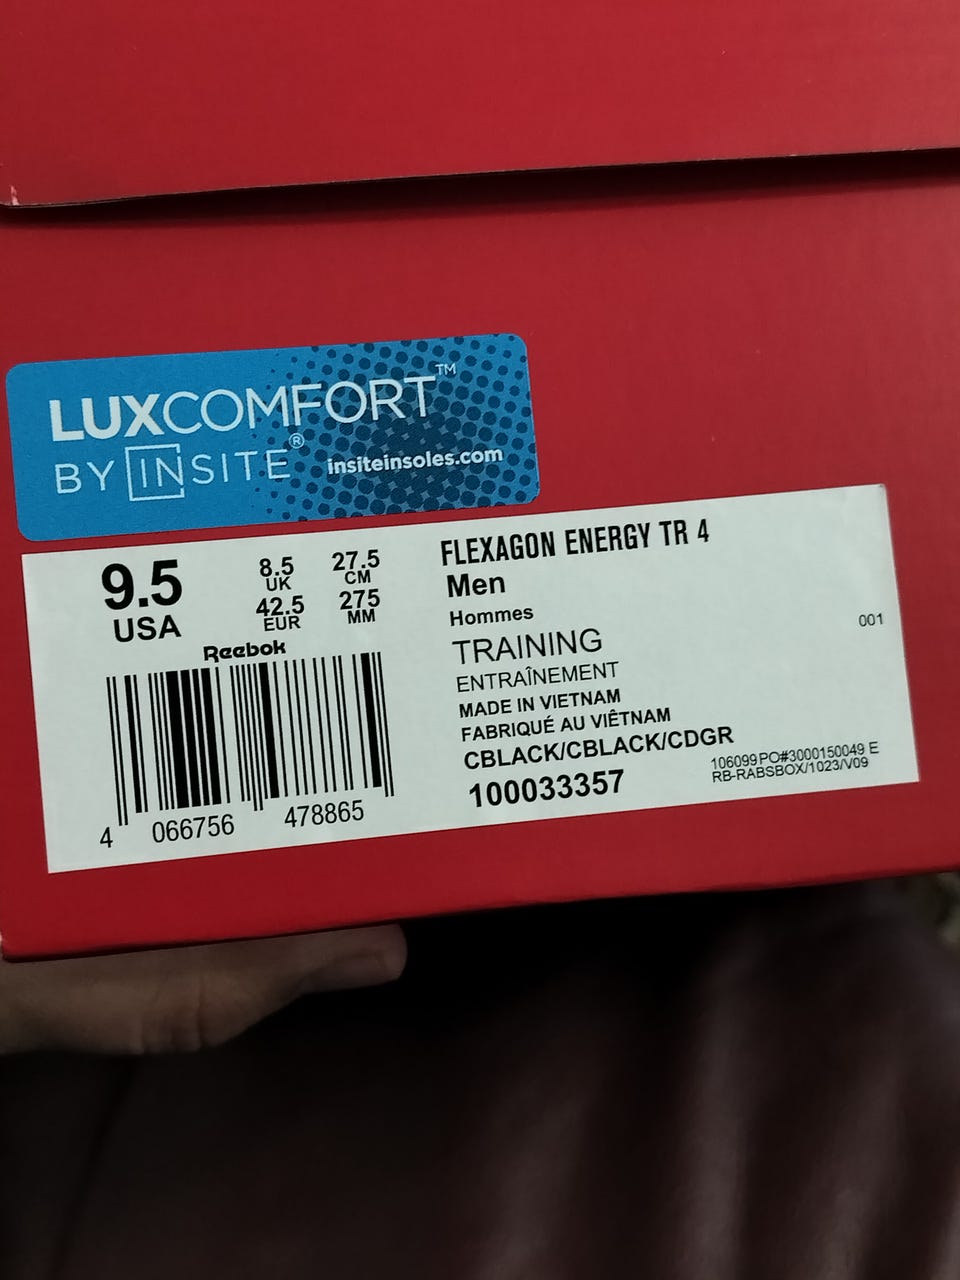 LUXCOMFORT™
BY INSITE® insiteinsoles.com
9.5
USA
8.5
UK
42.5
EUR
27.5
CM
275
MM
Reebok
4 066756 478865
FLEXAGON ENERGY TR 4
Men
Hommes
TRAINING
ENTRAÎNEMENT
MADE IN VIETNAM
FABRIQUÉ AU VIÊTNAM
CBLACK/CBLACK/CDGR
100033357
001
106099 PO#3000150049 E
RB-RABSBOX/1023/V09